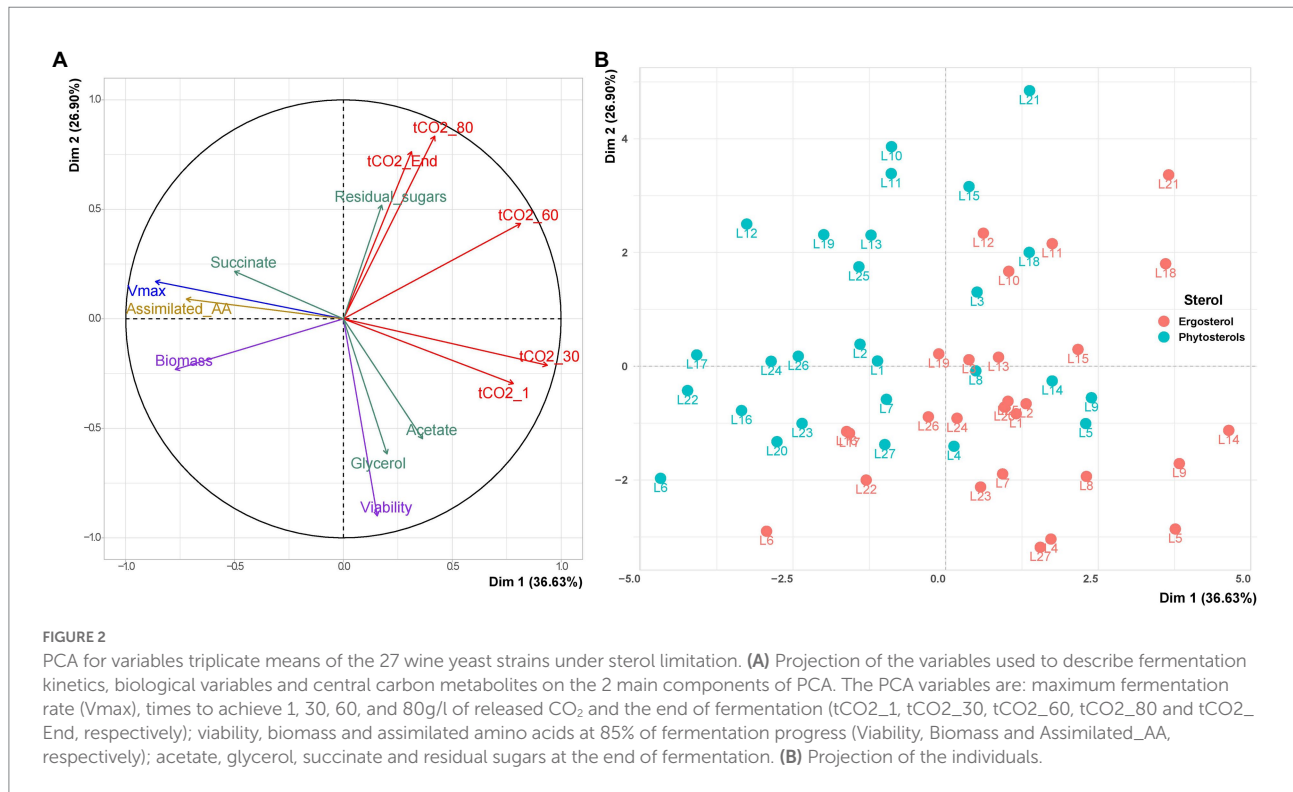 A
Dim 2 (26.90%)
1.0
0.5
0.0
−0.5
−1.0
tCO2_80
tCO2_End
Residual_sugars
tCO2_60
Succinate
Vmax
Assimilated_AA
Biomass
tCO2_30
tCO2_1
Acetate
Glycerol
Viability
−1.0
−0.5
0.0
0.5
1.0
Dim 1 (36.63%)
B
Dim 2 (26.90%)
4
2
0
−2
L21
L10
L11
L21
L15
L12
L19
L13
L12
L11
L18
L10
L25
L18
L3
Sterol
Ergosterol
Phytosterols
L2
L17
L24
L26
L1
L19
L13
L15
L8
L14
L22
L7
L9
L16
L2
L1
L26
L24
L23
L5
L20
L27
L4
L14
L6
L22
L7
L23
L8
L9
L6
L4
L27
L5
−5.0
−2.5
0.0
2.5
5.0
Dim 1 (36.63%)
FIGURE 2
PCA for variables triplicate means of the 27 wine yeast strains under sterol limitation. (A) Projection of the variables used to describe fermentation
kinetics, biological variables and central carbon metabolites on the 2 main components of PCA. The PCA variables are: maximum fermentation
rate (Vmax), times to achieve 1, 30, 60, and 80g/l of released CO₂ and the end of fermentation (tCO2_1, tCO2_30, tCO2_60, tCO2_80 and tCO2_
End, respectively); viability, biomass and assimilated amino acids at 85% of fermentation progress (Viability, Biomass and Assimilated_AA,
respectively); acetate, glycerol, succinate and residual sugars at the end of fermentation. (B) Projection of the individuals.